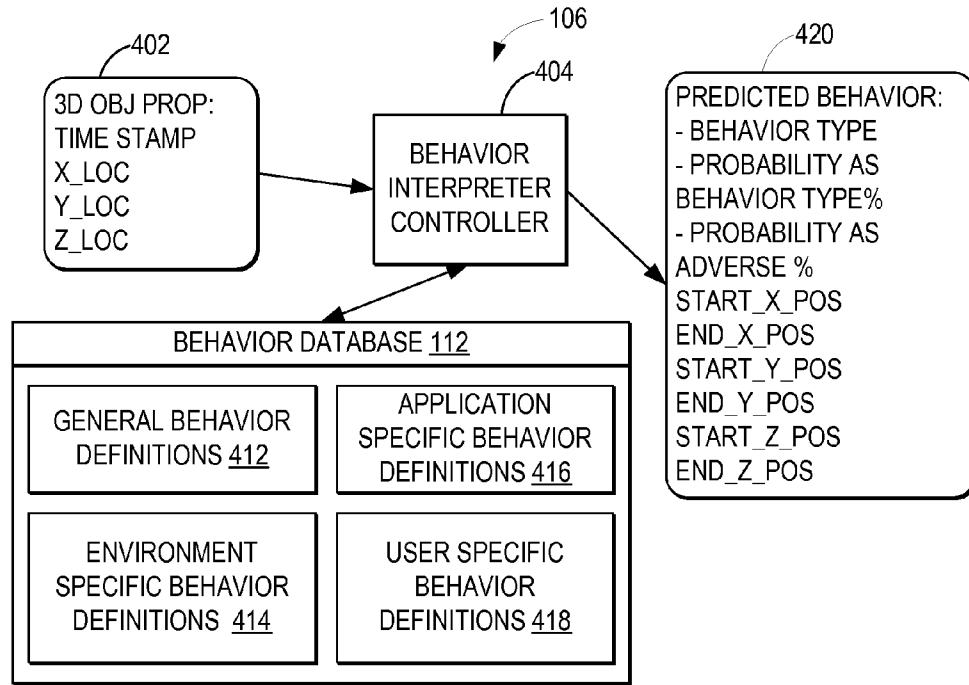 106
402
3D OBJ PROP:
TIME STAMP
X_LOC
Y_LOC
Z_LOC
404
BEHAVIOR
INTERPRETER
CONTROLLER
420
PREDICTED BEHAVIOR:
- BEHAVIOR TYPE
- PROBABILITY AS
BEHAVIOR TYPE%
- PROBABILITY AS
ADVERSE %
START_X_POS
END_X_POS
START_Y_POS
END_Y_POS
START_Z_POS
END_Z_POS
BEHAVIOR DATABASE 112
GENERAL BEHAVIOR
DEFINITIONS 412
APPLICATION
SPECIFIC BEHAVIOR
DEFINITIONS 416
ENVIRONMENT
SPECIFIC BEHAVIOR
DEFINITIONS 414
USER SPECIFIC
BEHAVIOR
DEFINITIONS 418